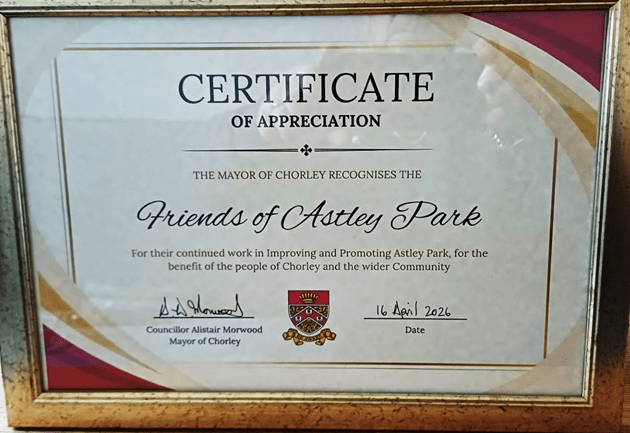 CERTIFICATE
OF APPRECIATION
THE MAYOR OF CHORLEY RECOGNISES THE
Friends of Astley Park
For their continued work in Improving and Promoting Astley Park, for the
benefit of the people of Chorley and the wider Community
A D Morwood
16 April 2026
Councillor Alistair Morwood
Date
Mayor of Chorley